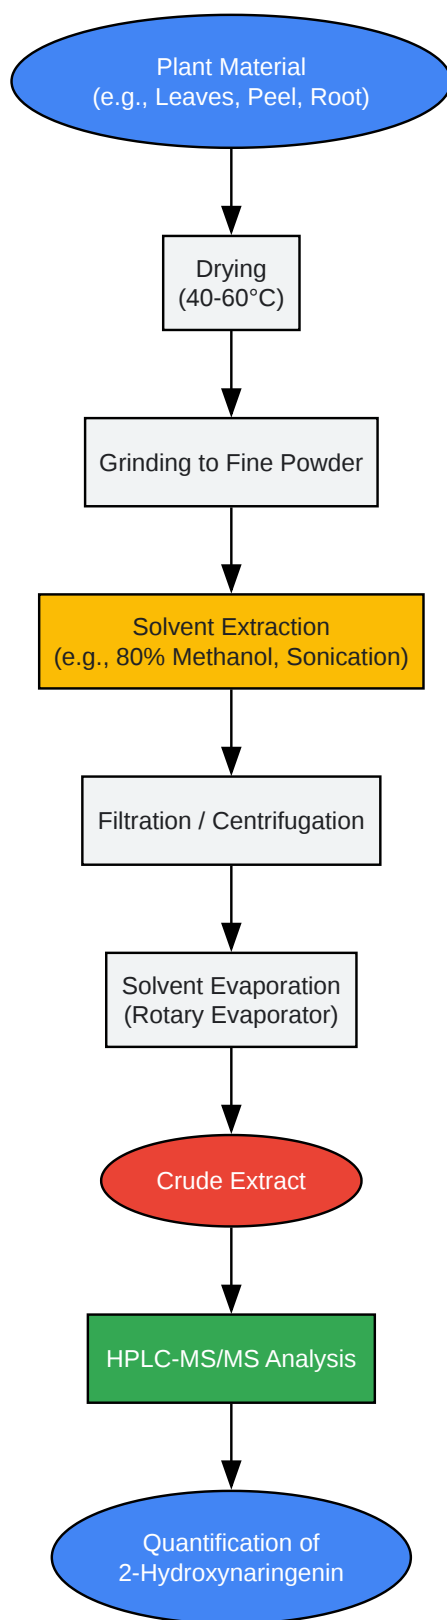 Plant Material
(e.g., Leaves, Peel, Root)
Drying
(40-60°C)
Grinding to Fine Powder
Solvent Extraction
(e.g., 80% Methanol, Sonication)
Filtration / Centrifugation
Solvent Evaporation
(Rotary Evaporator)
Crude Extract
HPLC-MS/MS Analysis
Quantification of
2-Hydroxynaringenin